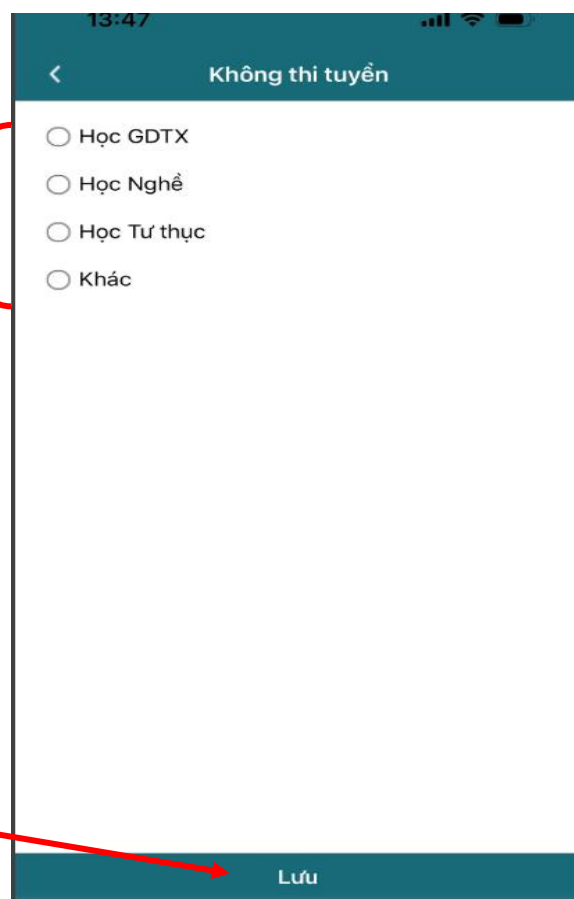 13:47
Không thi tuyển
Học GDTX
Học Nghề
Học Tư thục
Khác
Lưu